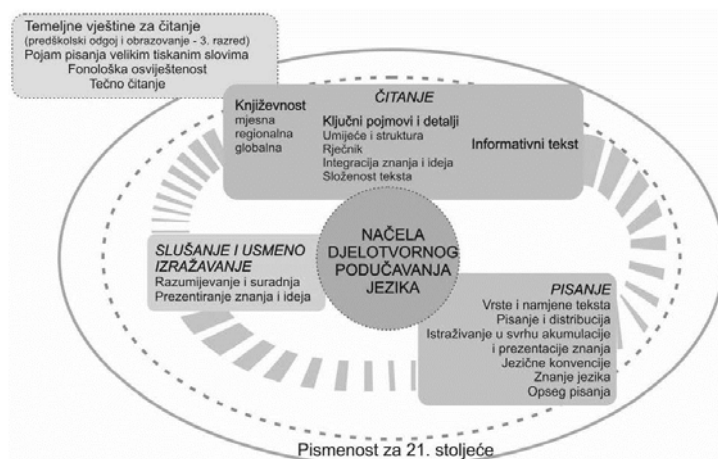 Temeljne vještine za čitanje
(predškolski odgoj i obrazovanje - 3. razred)
Pojam pisanja velikim tiskanim slovima
Fonološka osviještenost
Tečno čitanje
ČITANJE
Književnost
mjesna
regionalna
globalna
Ključni pojmovi i detalji
Umijeće i struktura
Rječnik
Integracija znanja i ideja
Složenost teksta
Informativni tekst
NAČELA
DJELOTVORNOG
PODUČAVANJA
JEZIKA
SLUŠANJE I USMENO
IZRAŽAVANJE
Razumijevanje i suradnja
Prezentiranje znanja i ideja
PISANJE
Vrste i namjene teksta
Pisanje i distribucija
Istraživanje u svrhu akumulacije
i prezentacije znanja
Jezične konvencije
Znanje jezika
Opseg pisanja
Pismenost za 21. stoljeće